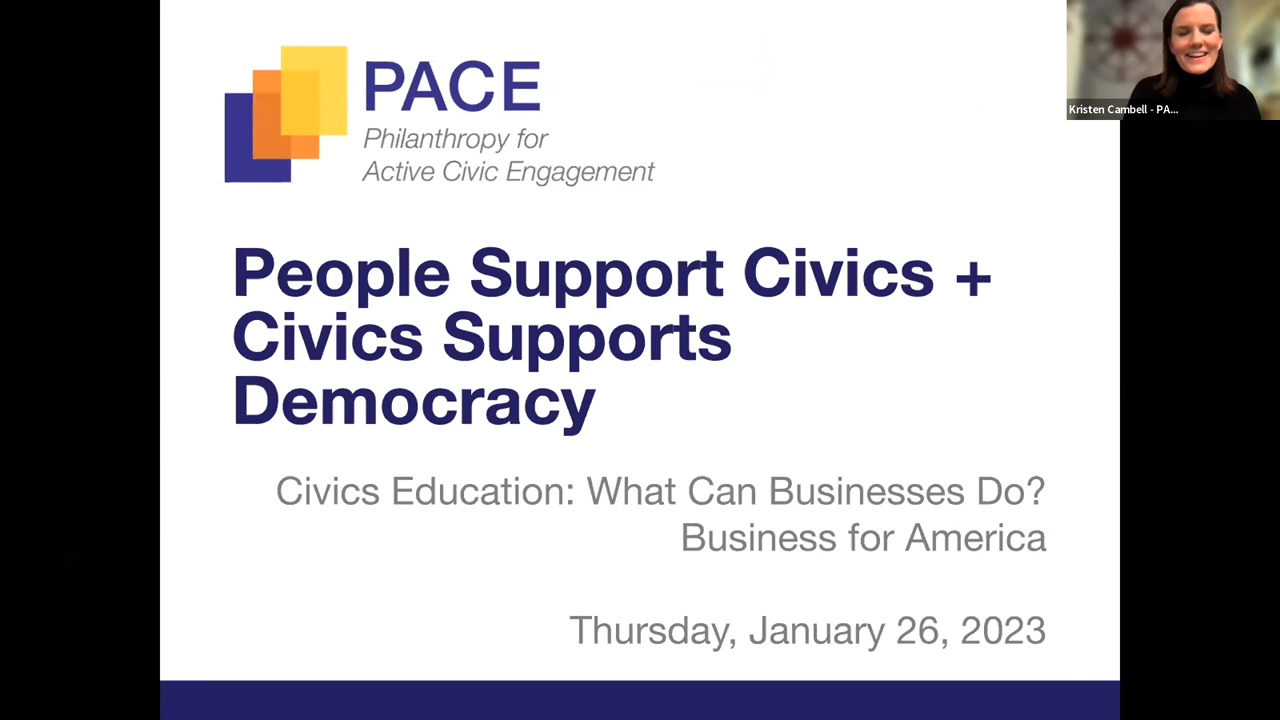 PACE
Philanthropy for
Active Civic Engagement
Kristen Cambell - PA...
People Support Civics +
Civics Supports
Democracy
Civics Education: What Can Businesses Do?
Business for America
Thursday, January 26, 2023